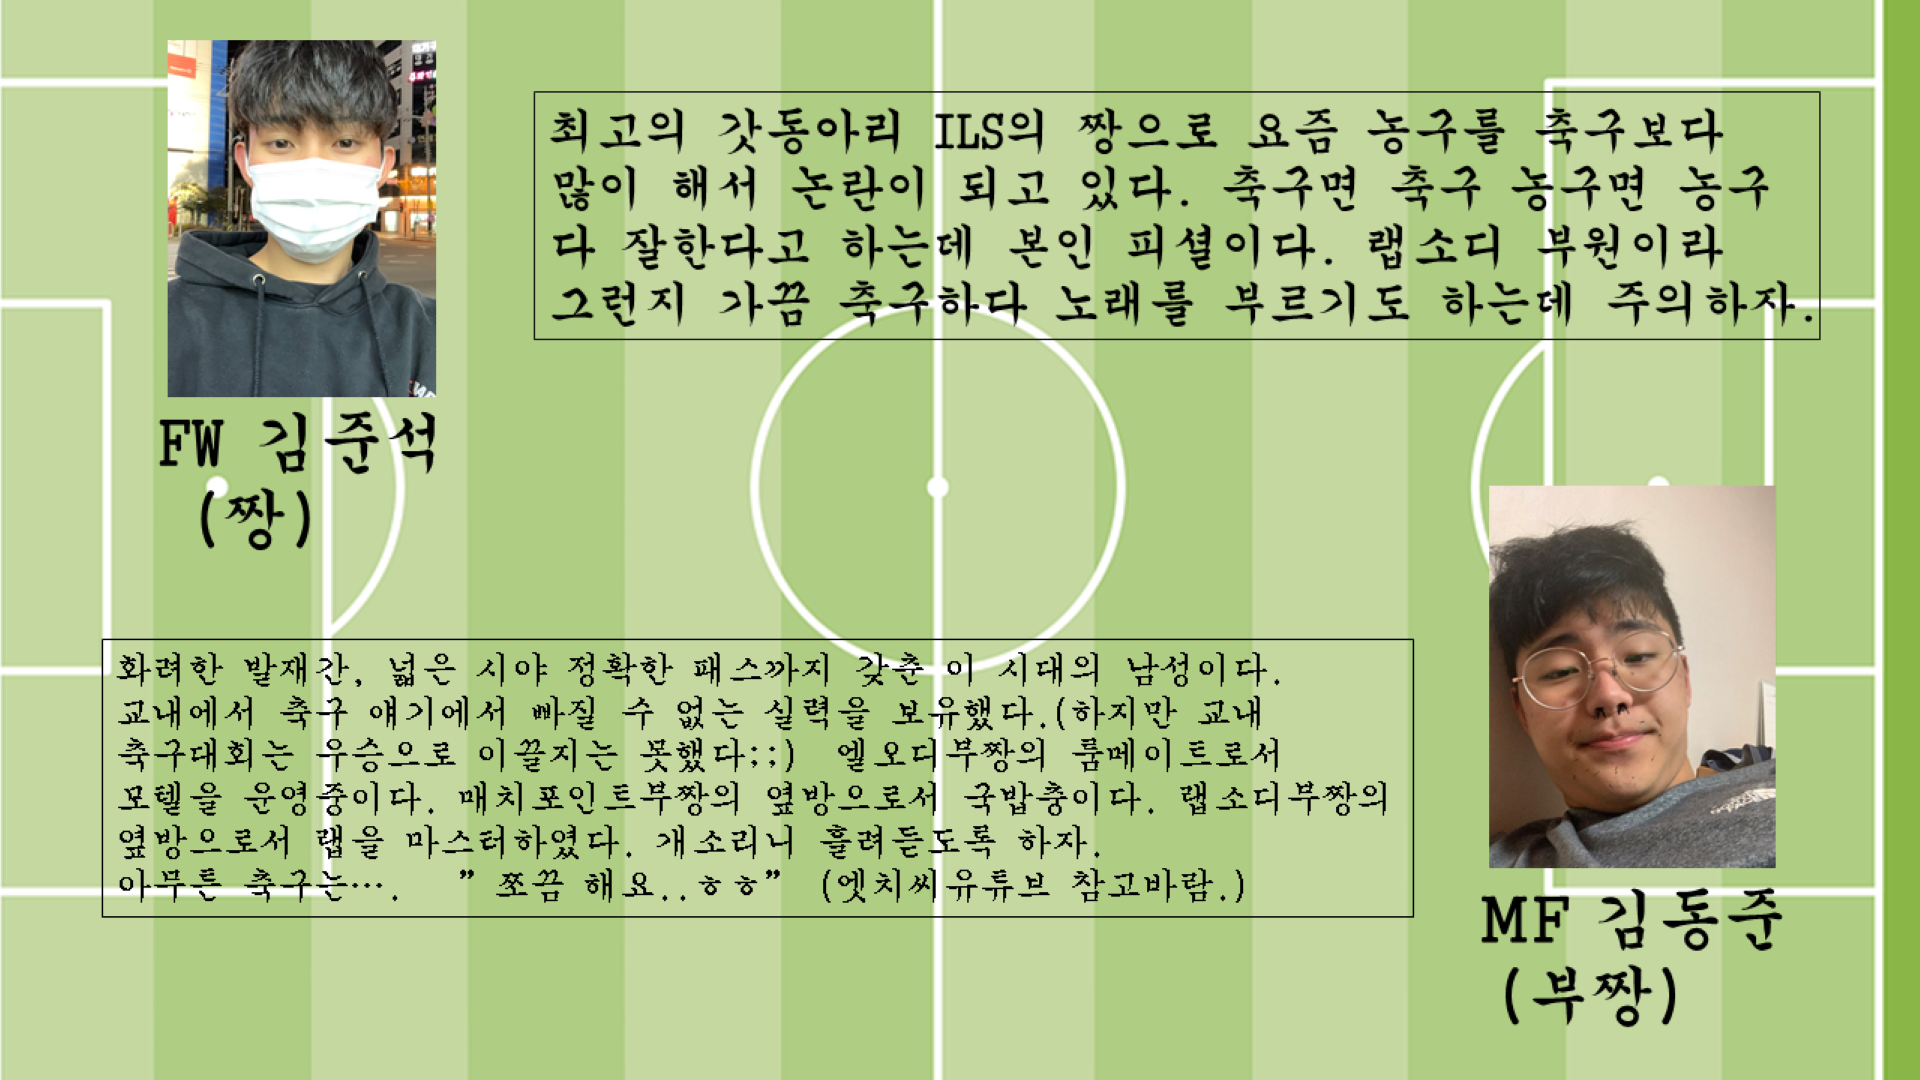 최고의 갓동아리 ILS의 짱으로 요즘 농구를 축구보다
많이 해서 논란이 되고 있다. 축구면 축구 농구면 농구
다 잘한다고 하는데 본인 피셜이다. 랩소디 부원이라
그런지 가끔 축구하다 노래를 부르기도 하는데 주의하자.
FW 김준석
(짱)
화려한 발재간, 넓은 시야 정확한 패스까지 갖춘 이 시대의 남성이다.
교내에서 축구 얘기에서 빠질 수 없는 실력을 보유했다.(하지만 교내
축구대회는 우승으로 이끌지는 못했다;;) 엘오디부짱의 룸메이트로서
모텔을 운영중이다. 매치포인트부짱의 옆방으로서 국밥충이다. 랩소디부짱의
옆방으로서 랩을 마스터하였다. 개소리니 흘려듣도록 하자.
아무튼 축구는…. ” 쪼끔 해요..ㅎㅎ” (엣치씨유튜브 참고바람.)
MF 김동준
(부짱)